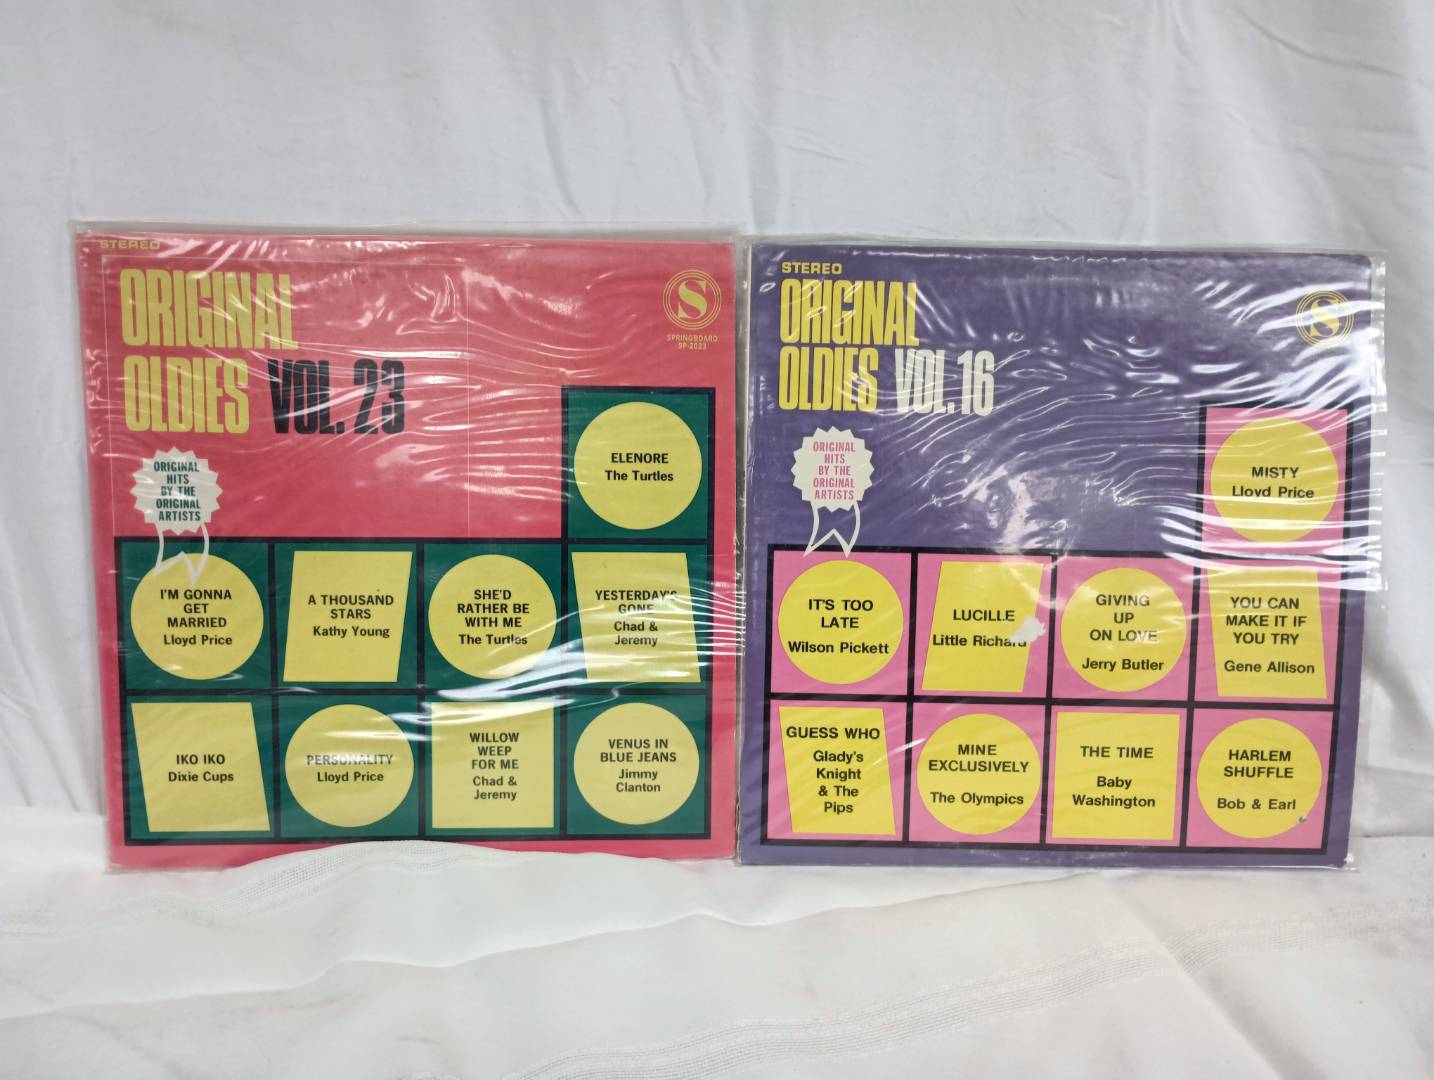 STEREO
ORIGINAL
OLDIES VOL. 23
S
SPRINGBOARD
SP-2023
ORIGINAL
HITS
BY THE
ORIGINAL
ARTISTS
ELENORE
The Turtles
I'M GONNA
GET
MARRIED
Lloyd Price
A THOUSAND
STARS
Kathy Young
SHE'D
RATHER BE
WITH ME
The Turtles
YESTERDAY'S
GONE
Chad &
Jeremy
IKO IKO
Dixie Cups
PERSONALITY
Lloyd Price
WILLOW
WEEP
FOR ME
Chad &
Jeremy
VENUS IN
BLUE JEANS
Jimmy
Clanton
STEREO
ORIGINAL
OLDIES VOL. 16
S
ORIGINAL
HITS
BY THE
ORIGINAL
ARTISTS
MISTY
Lloyd Price
IT'S TOO
LATE
Wilson Pickett
LUCILLE
Little Richard
GIVING
UP
ON LOVE
Jerry Butler
YOU CAN
MAKE IT IF
YOU TRY
Gene Allison
GUESS WHO
Glady's
Knight
& The
Pips
MINE
EXCLUSIVELY
The Olympics
THE TIME
Baby
Washington
HARLEM
SHUFFLE
Bob & Earl